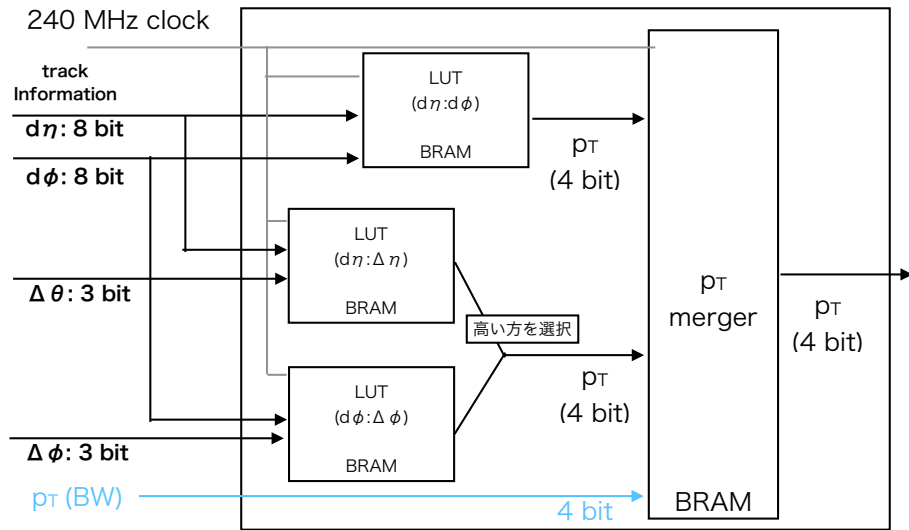 240 MHz clock
track
Information
dη: 8 bit
dφ: 8 bit
Δθ: 3 bit
Δφ: 3 bit
pT (BW)
LUT
(dη:dφ)
BRAM
LUT
(dη:Δη)
BRAM
LUT
(dφ:Δφ)
BRAM
高い方を選択
pT
(4 bit)
pT
(4 bit)
4 bit
pT
merger
BRAM
pT
(4 bit)